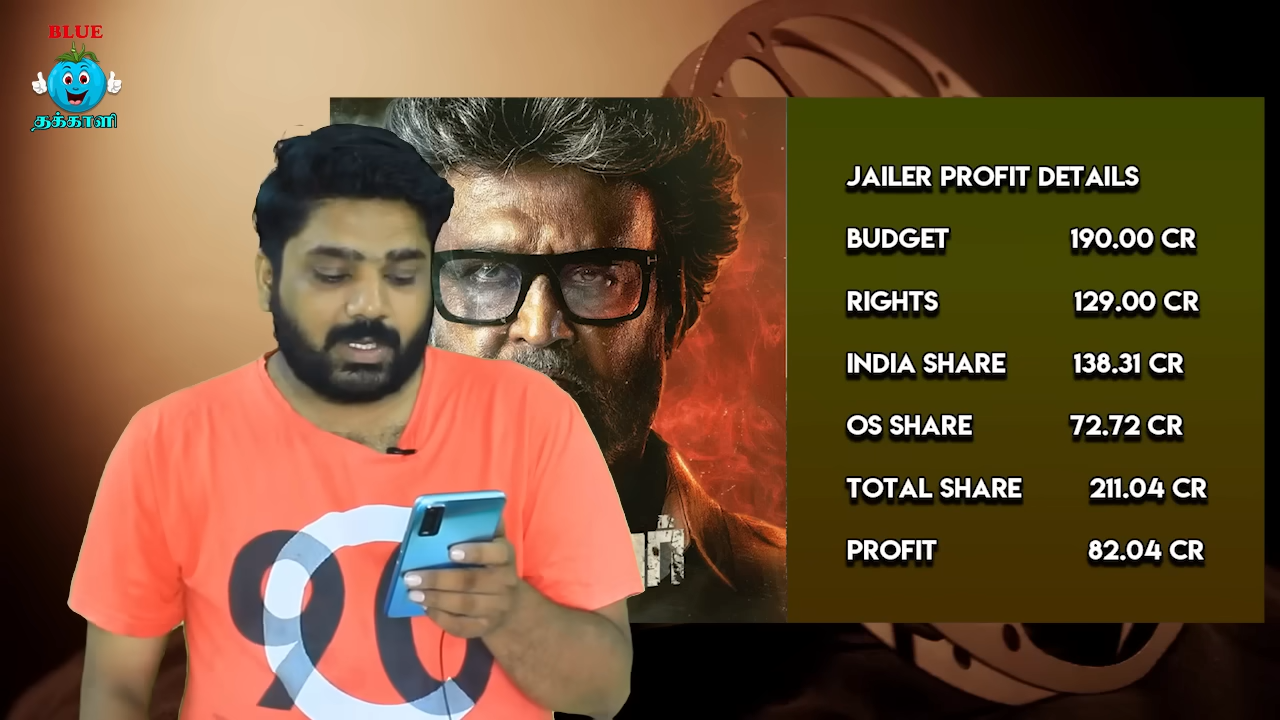 BLUE
தக்காளி
JAILER PROFIT DETAILS
BUDGET 190.00 CR
RIGHTS 129.00 CR
INDIA SHARE 138.31 CR
OS SHARE 72.72 CR
TOTAL SHARE 211.04 CR
PROFIT 82.04 CR
90